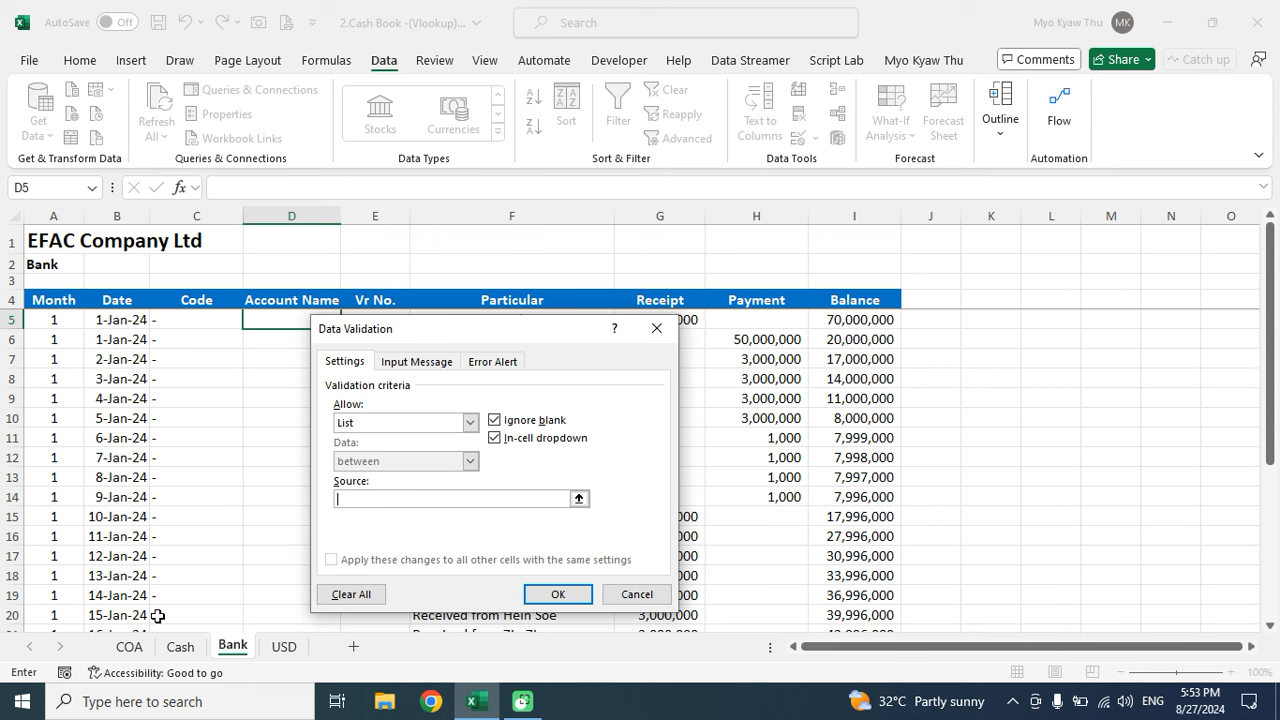 AutoSave Off 2.Cash Book -(Vlookup)... Search Myo Kyaw Thu MK
File Home Insert Draw Page Layout Formulas Data Review View Automate Developer Help Data Streamer Script Lab Myo Kyaw Thu Comments Share Catch up
Get Data Refresh All Queries & Connections Properties Workbook Links Stocks Currencies Sort Filter Clear Reapply Advanced Text to Columns What-If Analysis Forecast Sheet Outline Flow
Get & Transform Data Queries & Connections Data Types Sort & Filter Data Tools Forecast Automation
D5 fx
A B C D E F G H I J K L M N O
1 EFAC Company Ltd
2 Bank
3
4 Month Date Code Account Name Vr No. Particular Receipt Payment Balance
5 1 1-Jan-24 - 70,000,000
6 1 1-Jan-24 - 50,000,000 20,000,000
7 1 2-Jan-24 - 3,000,000 17,000,000
8 1 3-Jan-24 - 3,000,000 14,000,000
9 1 4-Jan-24 - 3,000,000 11,000,000
10 1 5-Jan-24 - 3,000,000 8,000,000
11 1 6-Jan-24 - 1,000 7,999,000
12 1 7-Jan-24 - 1,000 7,998,000
13 1 8-Jan-24 - 1,000 7,997,000
14 1 9-Jan-24 - 1,000 7,996,000
15 1 10-Jan-24 - 17,996,000
16 1 11-Jan-24 - 27,996,000
17 1 12-Jan-24 - 30,996,000
18 1 13-Jan-24 - 33,996,000
19 1 14-Jan-24 - 36,996,000
20 1 15-Jan-24 - Received from Hein Soe 3,000,000 39,996,000
Data Validation ?
Settings Input Message Error Alert
Validation criteria
Allow:
List Ignore blank
Data: In-cell dropdown
between
Source:
Apply these changes to all other cells with the same settings
Clear All OK Cancel
COA Cash Bank USD
Enter Accessibility: Good to go 100%
Type here to search 32°C Partly sunny ENG 5:53 PM
8/27/2024